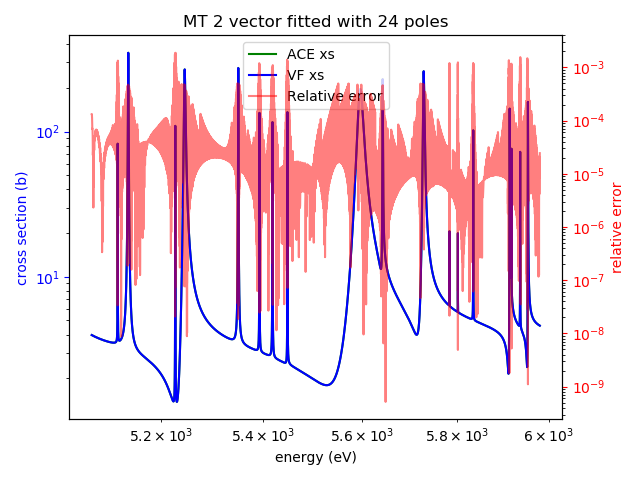 MT 2 vector fitted with 24 poles
ACE xs
VF xs
Relative error
cross section (b)
10²
10¹
10⁻³
10⁻⁴
10⁻⁵
10⁻⁶
10⁻⁷
10⁻⁸
10⁻⁹
relative error
5.2 × 10³ 5.4 × 10³ 5.6 × 10³ 5.8 × 10³ 6 × 10³
energy (eV)